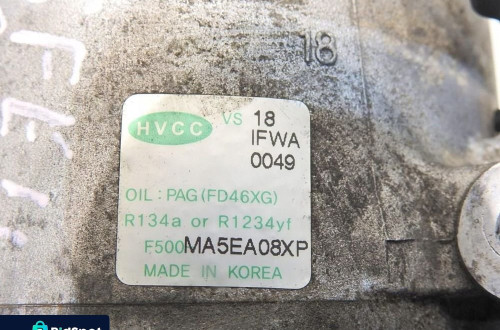 18
HVCC VS 18
IFWA
0049
OIL : PAG(FD46XG)
R134a or R1234yf
F500MA5EA08XP
MADE IN KOREA